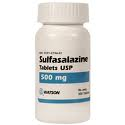 Sulfasalazine
Tablets USP
500 mg
WATSON